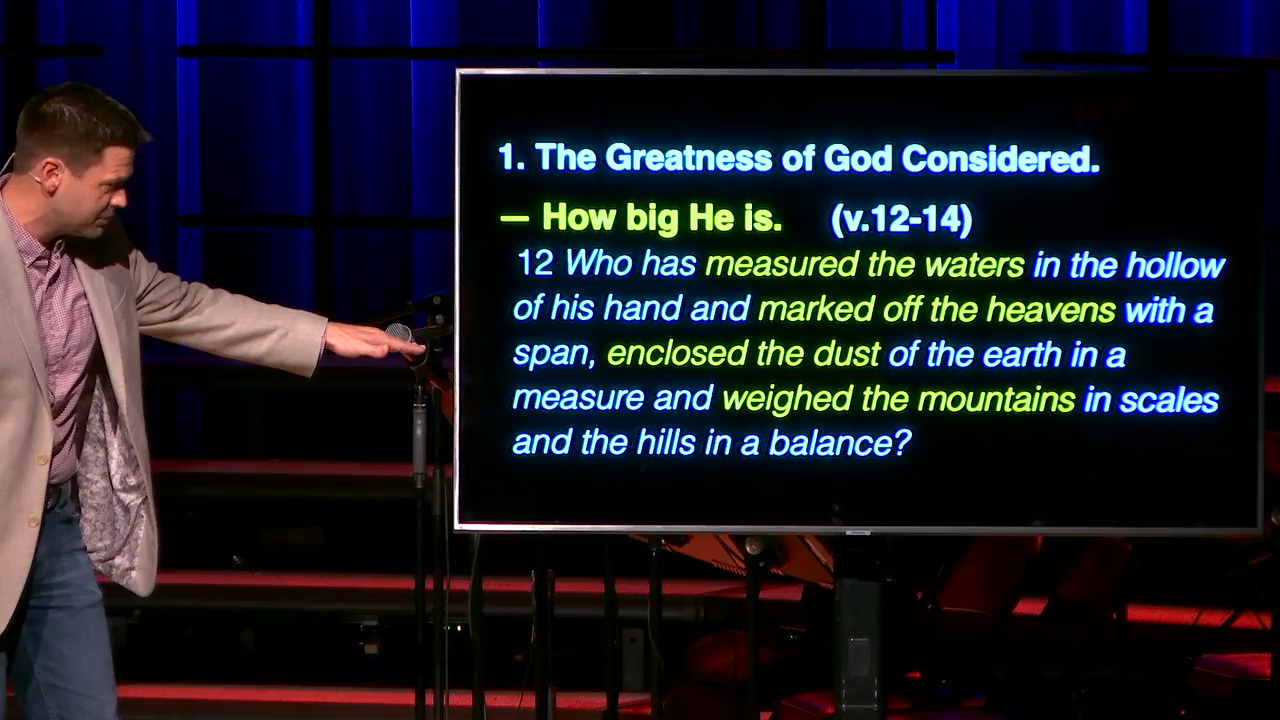 1. The Greatness of God Considered.
— How big He is. (v.12-14)
12 Who has measured the waters in the hollow
of his hand and marked off the heavens with a
span, enclosed the dust of the earth in a
measure and weighed the mountains in scales
and the hills in a balance?